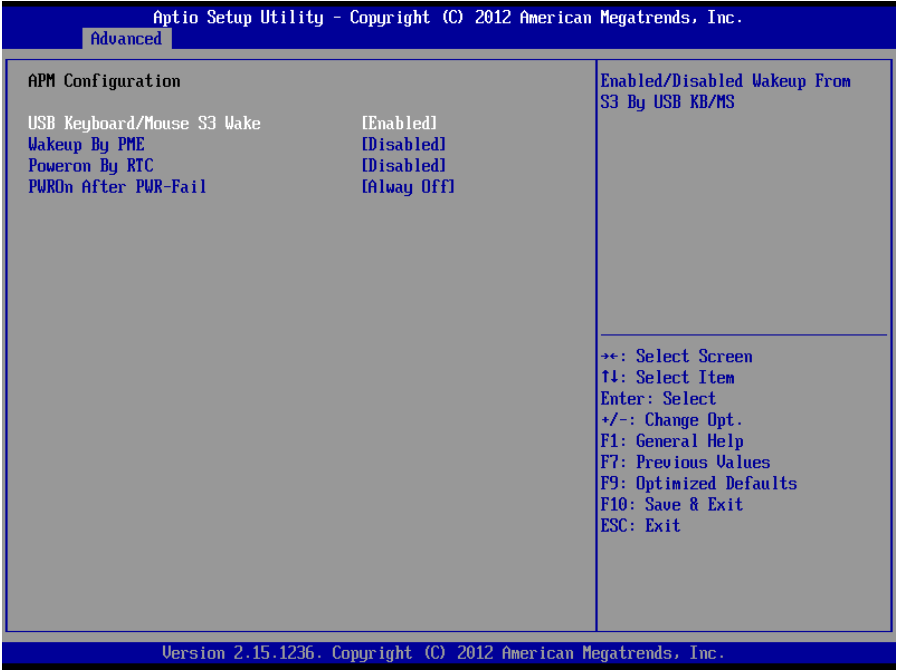 Aptio Setup Utility - Copyright (C) 2012 American Megatrends, Inc.
Advanced
APM Configuration
USB Keyboard/Mouse S3 Wake [Enabled]
Wakeup By PME [Disabled]
Poweron By RTC [Disabled]
PWROn After PWR-Fail [Alway Off]
Enabled/Disabled Wakeup From
S3 By USB KB/MS
→←: Select Screen
↑↓: Select Item
Enter: Select
+/-: Change Opt.
F1: General Help
F7: Previous Values
F9: Optimized Defaults
F10: Save & Exit
ESC: Exit
Version 2.15.1236. Copyright (C) 2012 American Megatrends, Inc.